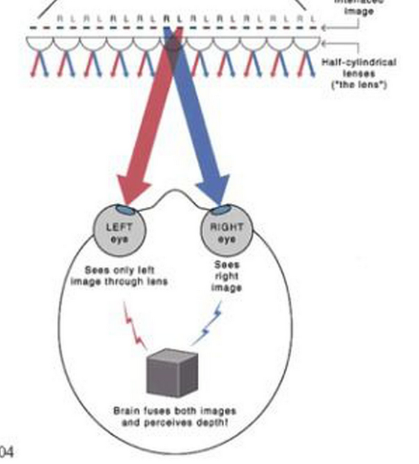 image
R L R L R L R L R L R L R L R L R L
Half-cylindrical
lenses
("the lens")
LEFT
eye
RIGHT
eye
Sees only left
image through lens
Sees
right
image
Brain fuses both images
and perceives depth!
04